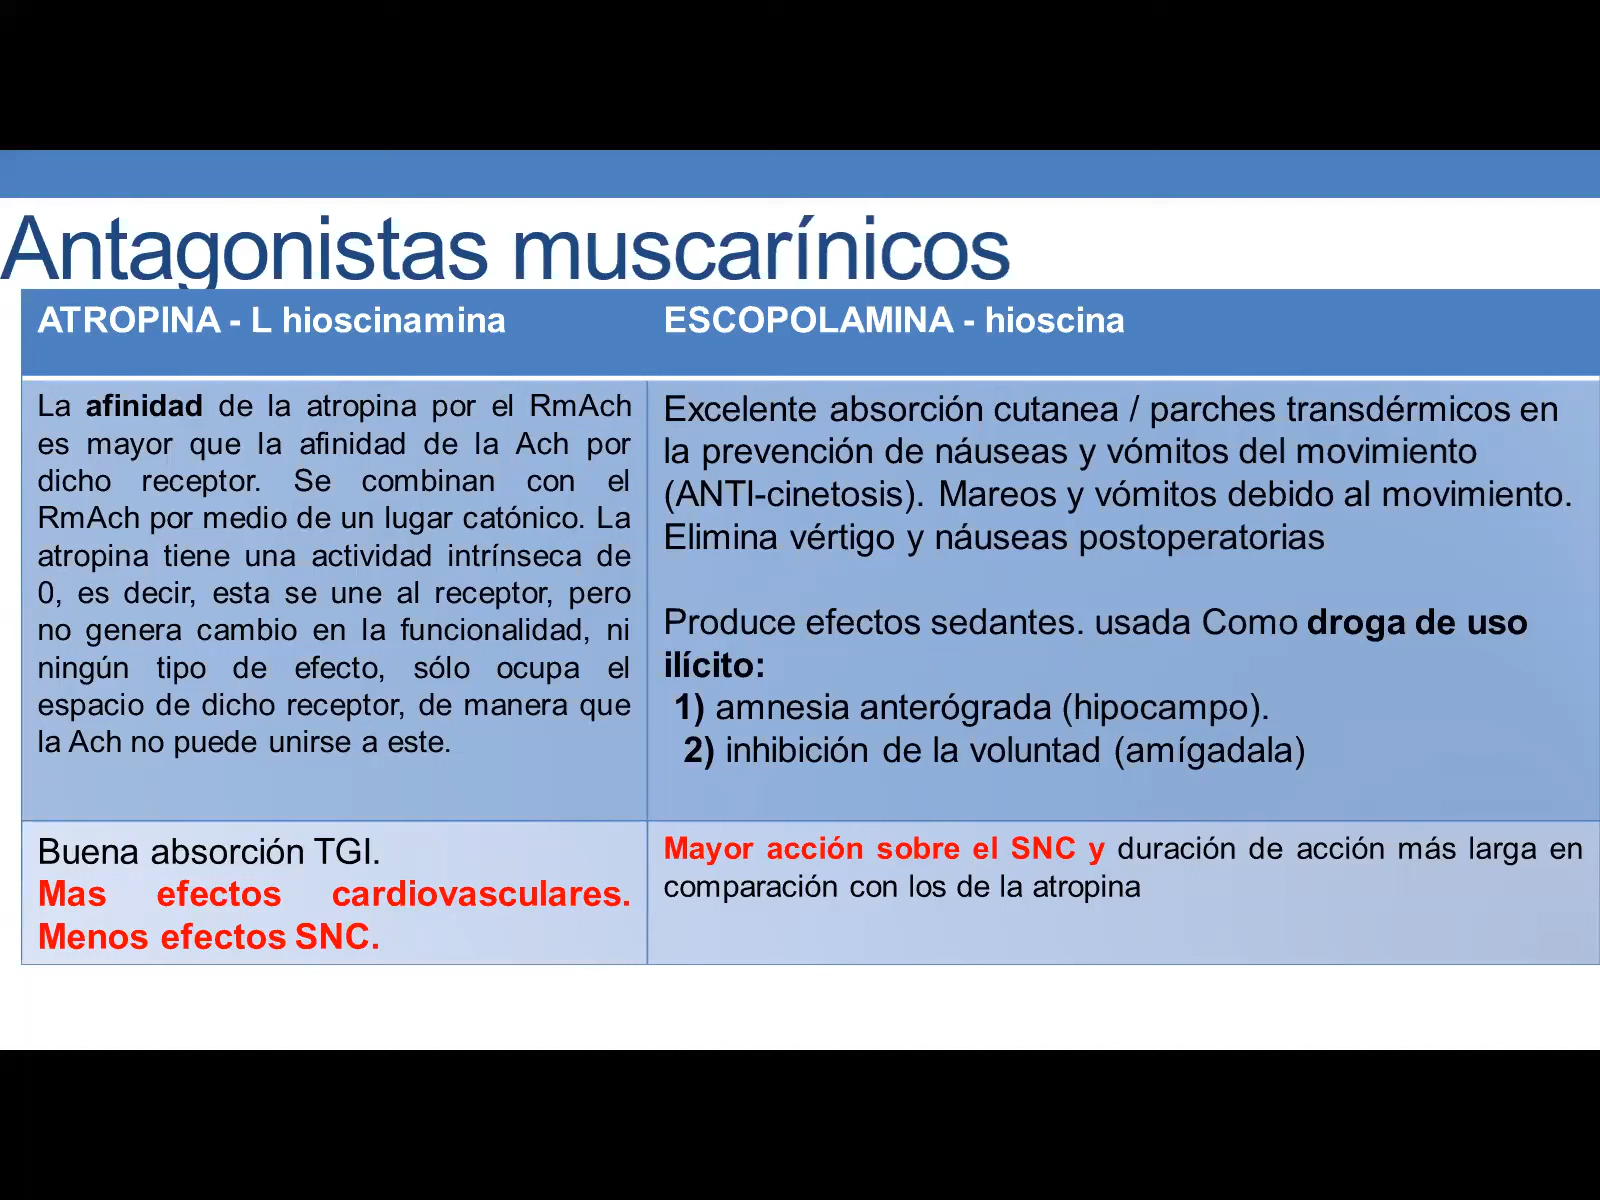 Antagonistas muscarínicos
ATROPINA - L hioscinamina
La afinidad de la atropina por el RmAch
es mayor que la afinidad de la Ach por
dicho receptor. Se combinan con el
RmAch por medio de un lugar catónico. La
atropina tiene una actividad intrínseca de
0, es decir, esta se une al receptor, pero
no genera cambio en la funcionalidad, ni
ningún tipo de efecto, sólo ocupa el
espacio de dicho receptor, de manera que
la Ach no puede unirse a este.
Buena absorción TGI.
Mas efectos cardiovasculares.
Menos efectos SNC.
ESCOPOLAMINA - hioscina
Excelente absorción cutanea / parches transdérmicos en
la prevención de náuseas y vómitos del movimiento
(ANTI-cinetosis). Mareos y vómitos debido al movimiento.
Elimina vértigo y náuseas postoperatorias
Produce efectos sedantes. usada Como droga de uso
ilícito:
1) amnesia anterógrada (hipocampo).
2) inhibición de la voluntad (amígadala)
Mayor acción sobre el SNC y duración de acción más larga en
comparación con los de la atropina